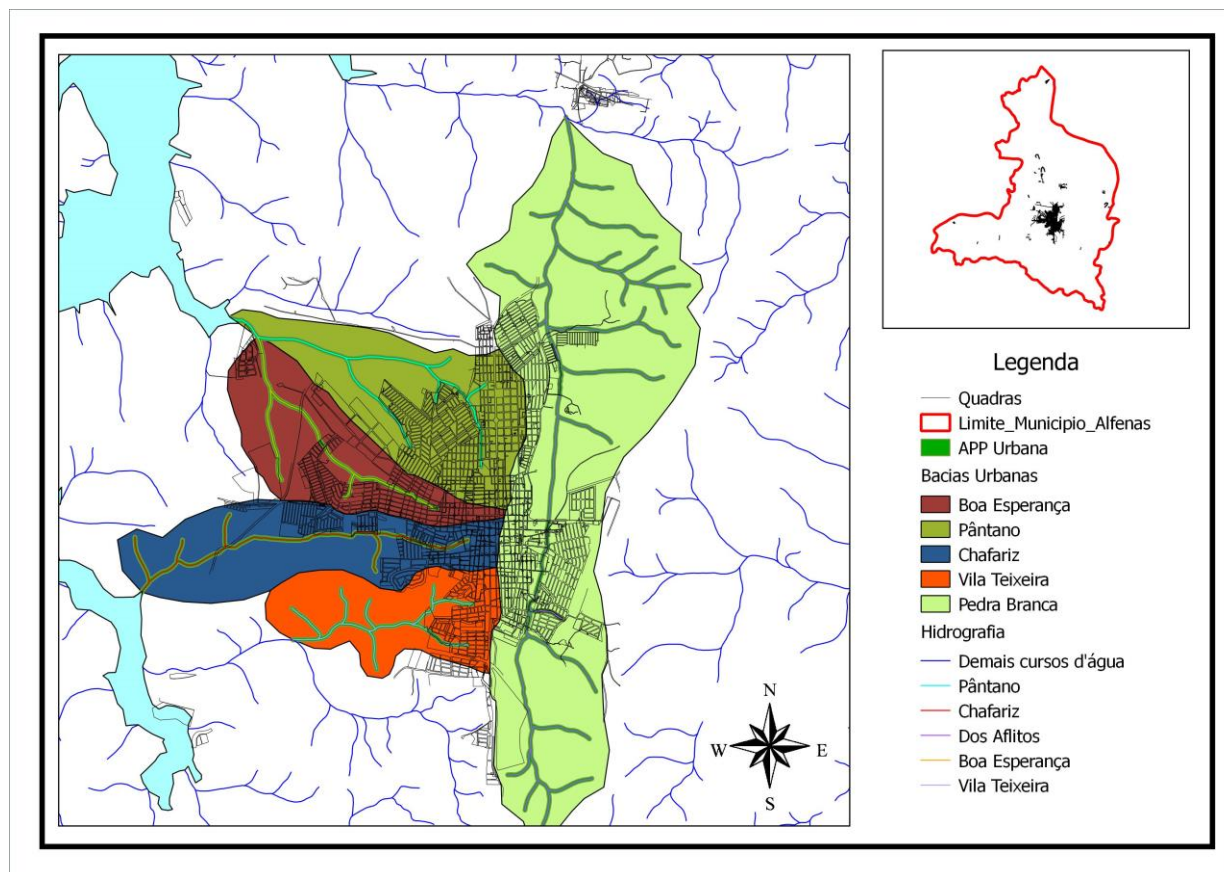 N
W
E
S
Legenda
Quadras
Limite_Municipio_Alfenas
APP Urbana
Bacias Urbanas
Boa Esperança
Pântano
Chafariz
Vila Teixeira
Pedra Branca
Hidrografia
Demais cursos d'água
Pântano
Chafariz
Dos Aflitos
Boa Esperança
Vila Teixeira